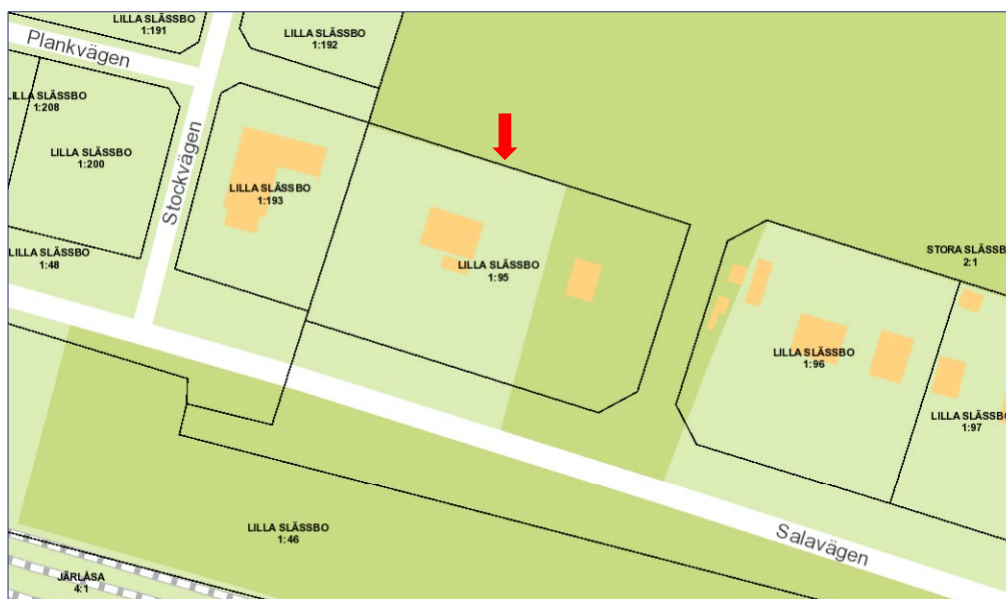 LILLA SLÄSSBO
1:191
LILLA SLÄSSBO
1:192
Plankvägen
LILLA SLÄSSBO
1:208
LILLA SLÄSSBO
1:200
Stockvägen
LILLA SLÄSSBO
1:193
LILLA SLÄSSBO
1:48
LILLA SLÄSSBO
1:95
STORA SLÄSSB
2:1
LILLA SLÄSSBO
1:96
LILLA SLÄSSBO
1:97
LILLA SLÄSSBO
1:46
Salavägen
JÄRLÅSA
4:1